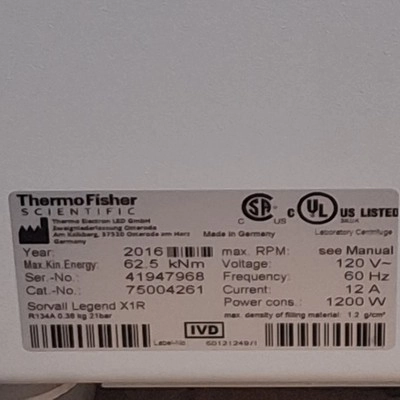 ThermoFisher
SCIENTIFIC
Thermo Electron LED GmbH
Zweigniederlassung Osterode
Am Kalkberg, 37520 Osterode am Harz
Germany
Made in Germany
C US
C UL US LISTED
Laboratory Centrifuge
Year: 2016
Max.Kin.Energy: 62.5 kNm
Ser.-No.: 41947968
Cat.-No.: 75004261
Sorvall Legend X1R
R134A 0.38 kg 21bar
max. RPM: see Manual
Voltage: 120 V~
Frequency: 60 Hz
Current: 12 A
Power cons.: 1200 W
max. density of filling material: 1.2 g/cm³
IVD
Label-No.